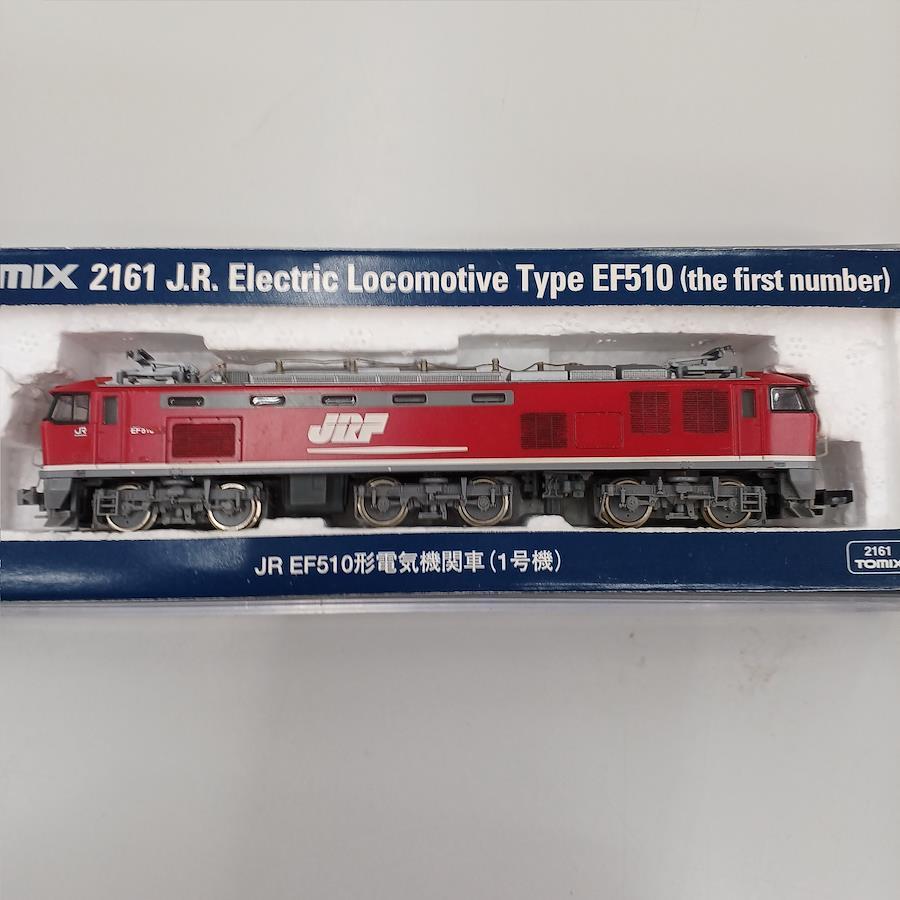 MIX 2161 J.R. Electric Locomotive Type EF510 (the first number)
JRF
JR
JR EF510形電気機関車(1号機)
2161
TOMIX